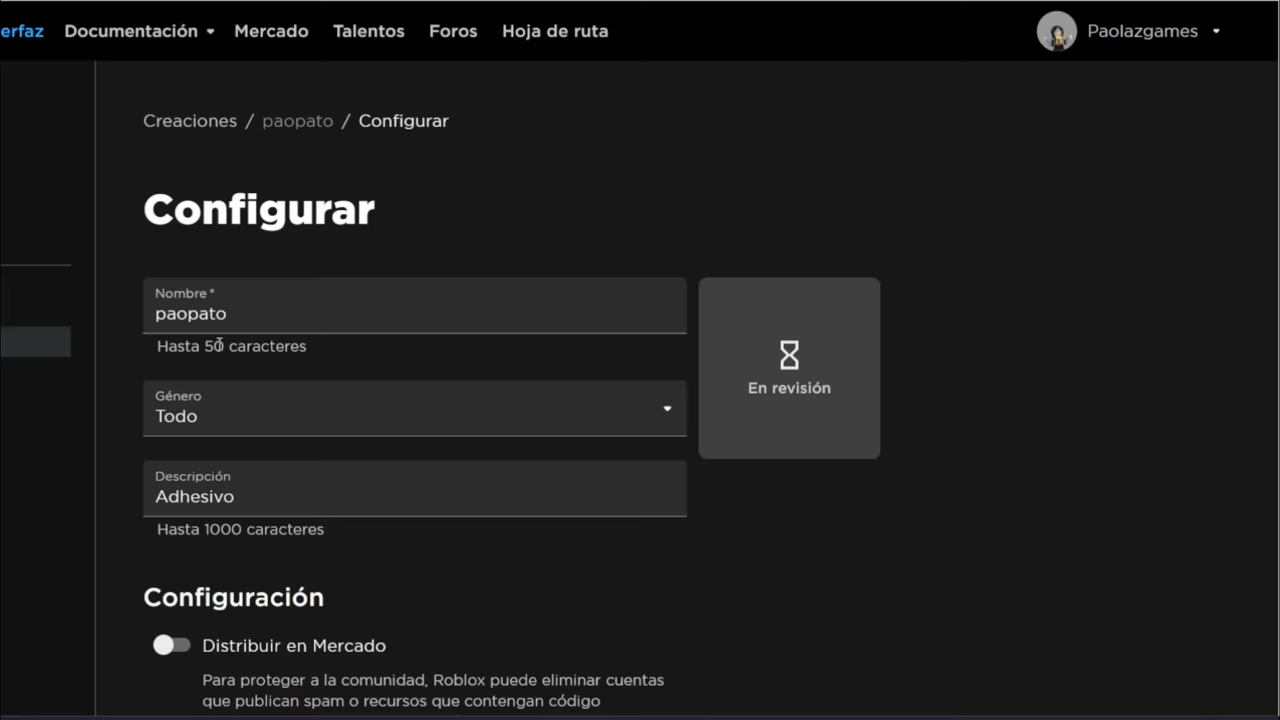 erfaz Documentación Mercado Talentos Foros Hoja de ruta Paolazgames
Creaciones / paopato / Configurar
Configurar
Nombre *
paopato
Hasta 50 caracteres
En revisión
Género
Todo
Descripción
Adhesivo
Hasta 1000 caracteres
Configuración
Distribuir en Mercado
Para proteger a la comunidad, Roblox puede eliminar cuentas
que publican spam o recursos que contengan código